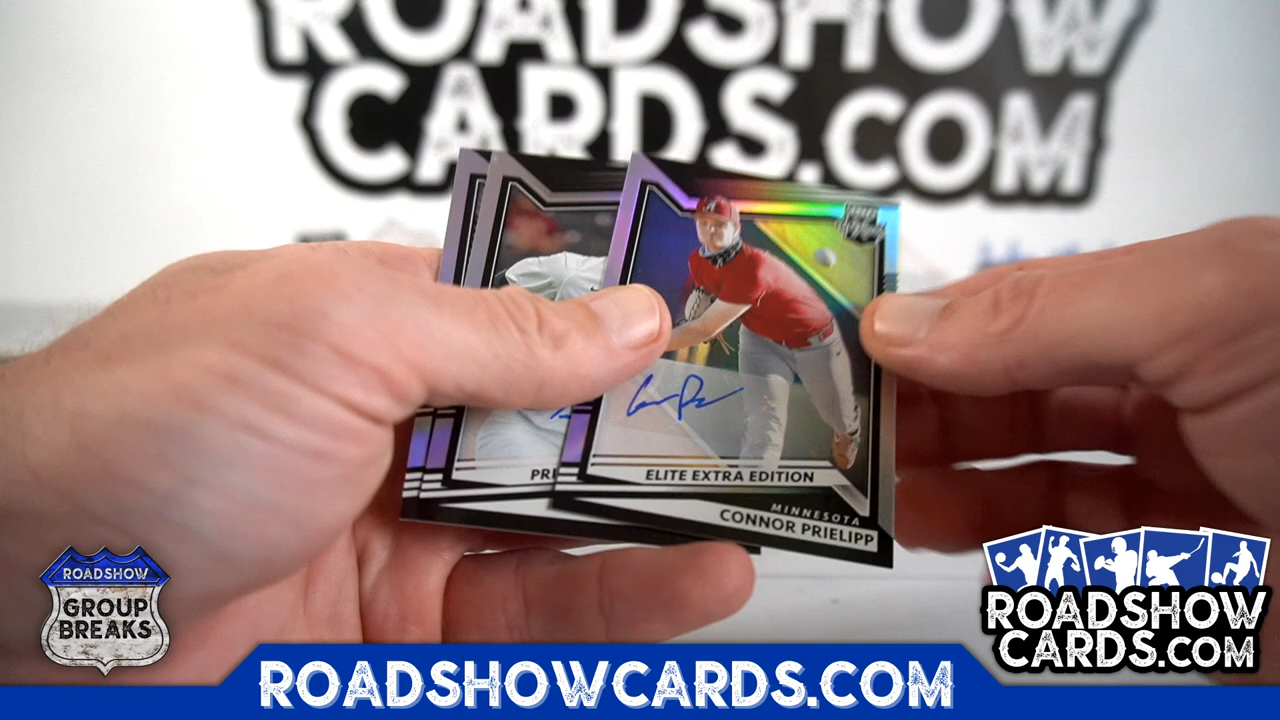 ROADSHOW
CARDS.COM
ELITE EXTRA EDITION
MINNESOTA
CONNOR PRIELIPP
ROADSHOW
GROUP
BREAKS
ROADSHOWCARDS.COM
ROADSHOW
CARDS.COM